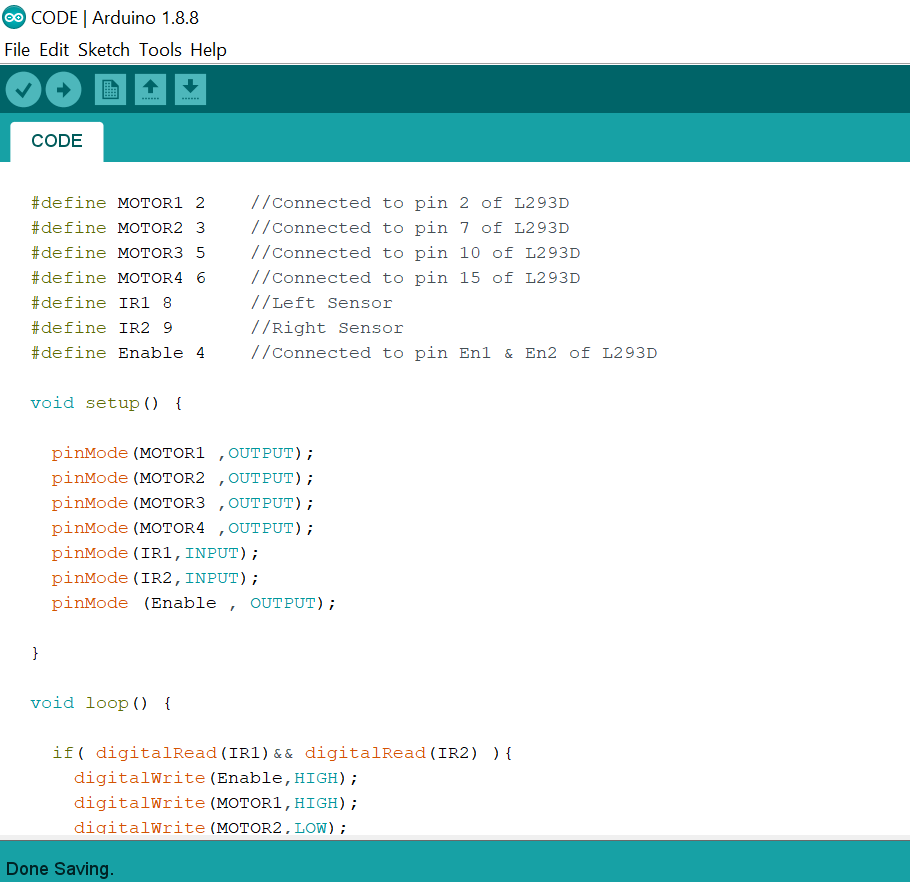 CODE | Arduino 1.8.8
File Edit Sketch Tools Help
CODE
#define MOTOR1 2    //Connected to pin 2 of L293D
#define MOTOR2 3    //Connected to pin 7 of L293D
#define MOTOR3 5    //Connected to pin 10 of L293D
#define MOTOR4 6    //Connected to pin 15 of L293D
#define IR1 8       //Left Sensor
#define IR2 9       //Right Sensor
#define Enable 4    //Connected to pin En1 & En2 of L293D
void setup() {
  pinMode(MOTOR1 ,OUTPUT);
  pinMode(MOTOR2 ,OUTPUT);
  pinMode(MOTOR3 ,OUTPUT);
  pinMode(MOTOR4 ,OUTPUT);
  pinMode(IR1,INPUT);
  pinMode(IR2,INPUT);
  pinMode (Enable , OUTPUT);
}
void loop() {
  if( digitalRead(IR1)&& digitalRead(IR2) ){
    digitalWrite(Enable,HIGH);
    digitalWrite(MOTOR1,HIGH);
    digitalWrite(MOTOR2,LOW);
Done Saving.